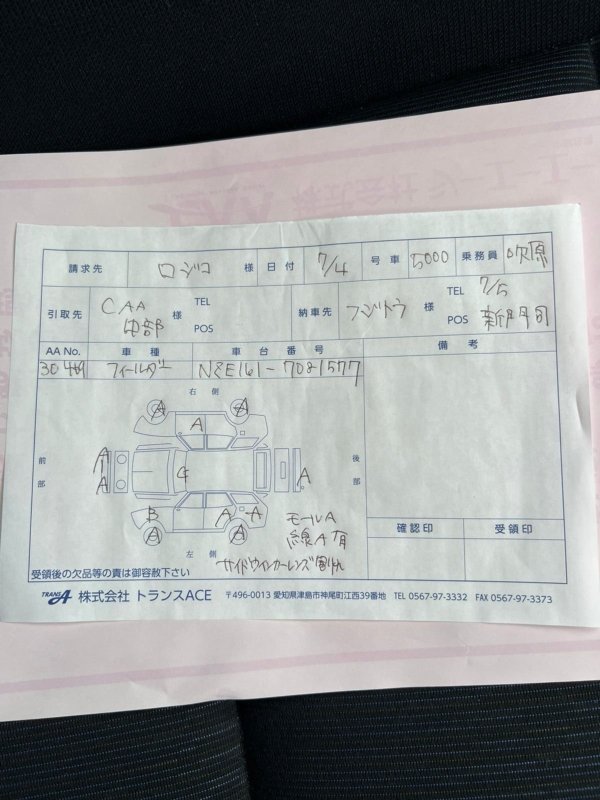 請求先 ロジコ 様 日付 7/4 号車 5000 乗務員 吹原
引取先 CAA 中部 様 TEL POS 納車先 フジトウ 様 TEL 7/5 POS
AA No. 車種 車台番号 備考
30469 フィールダー NZE161-7021577
右側
A A
A
前部 A A 后部 A
B A A
A A
モールA
線A有
左側
サイドウインカーレンズ
確認印 受領印
受領後の欠品等の責は御容赦下さい
TRANS A 株式会社 トランスACE 〒496-0013 愛知県津島市神尾町江西39番地 TEL 0567-97-3332 FAX 0567-97-3373